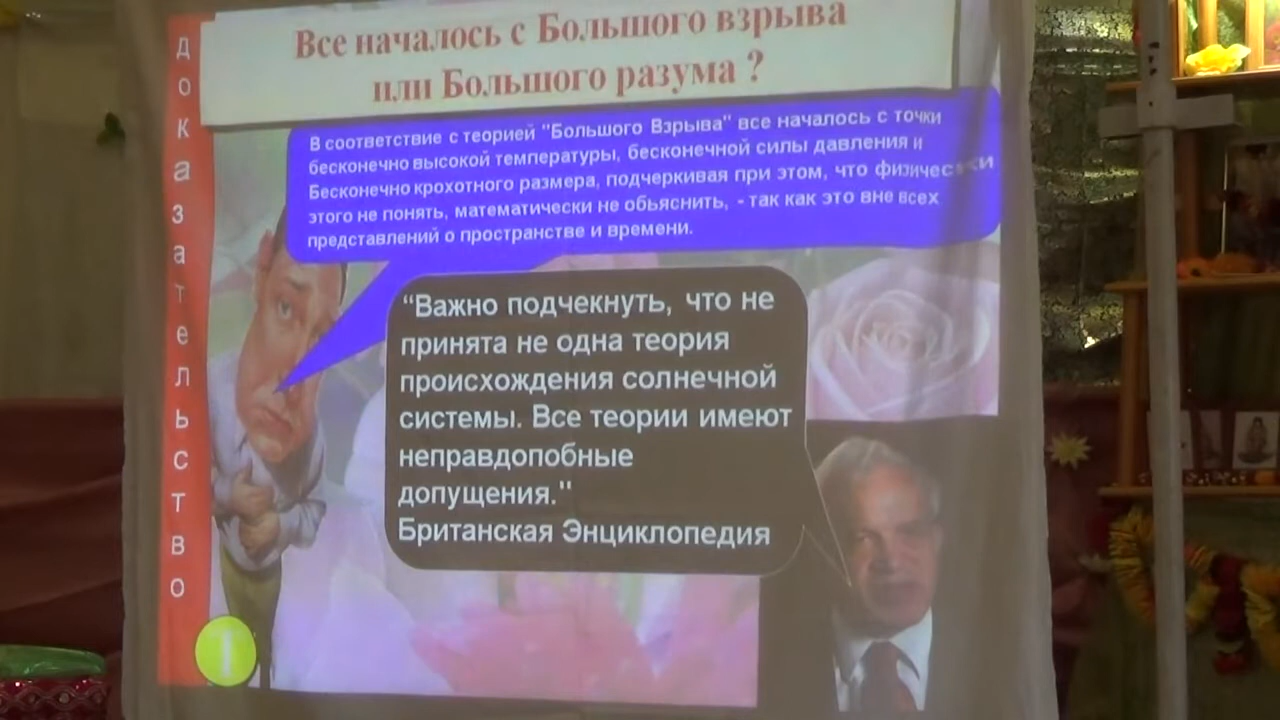 Все началось с Большого взрыва
или Большого разума ?
В соответствие с теорией "Большого Взрыва" все началось с точки
бесконечно высокой температуры, бесконечной силы давления и
Бесконечно крохотного размера, подчеркивая при этом, что физически
этого не понять, математически не обьяснить, - так как это вне всех
представлений о пространстве и времени.
“Важно подчекнуть, что не
принята не одна теория
происхождения солнечной
системы. Все теории имеют
неправдопобные
допущения."
Британская Энциклопедия
Доказательство
1